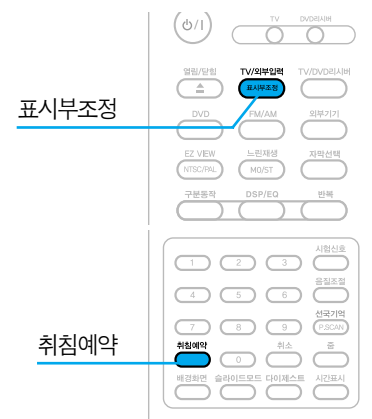 TV DVD리시버
열림/닫힘 TV/외부입력 TV/DVD리시버
표시부조정
표시부조정
DVD FM/AM 외부기기
EZ VIEW 느린재생 자막선택
NTSC/PAL MO/ST
구분동작 DSP/EQ 반복
시험신호
1 2 3
음질조절
4 5 6
선국기억
7 8 9 P.SCAN
취침예약 취소 줌
취침예약
0
배경화면 슬라이드모드 다이제스트 시간표시